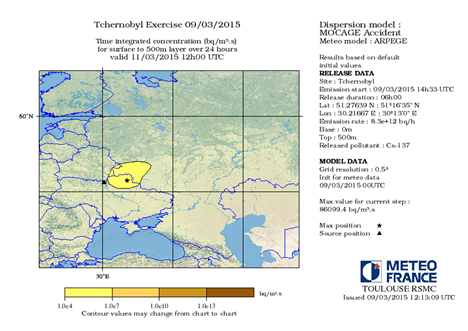 Tchernobyl Exercise 09/03/2015
Time integrated concentration (bq/m³.s)
for surface to 500m layer over 24 hours
valid 11/03/2015 12h00 UTC
60°N
30°E
1.0e4 1.0e7 1.0e10 1.0e13 bq/m³.s
Contour values may change from chart to chart
Dispersion model :
MOCAGE Accident
Meteo model : ARPEGE
Results based on default
initial values
RELEASE DATA
Site : Tchernobyl
Emission start : 09/03/2015 14h33 UTC
Release duration : 06h00
Lat : 51.27639 N ; 51°16'35" N
Lon : 30.21667 E ; 30°13'0" E
Emission rate : 8.3e+12 bq/h
Base : 0m
Top : 500m
Released pollutant : Cs-137
MODEL DATA
Grid resolution : 0.5°
Init for meteo data
09/03/2015 00UTC
Max value for current step :
86099.4 bq/m³.s
Max position ★
Source position ▲
METEO
FRANCE
TOULOUSE RSMC
Issued 09/03/2015 12:13:09 UTC